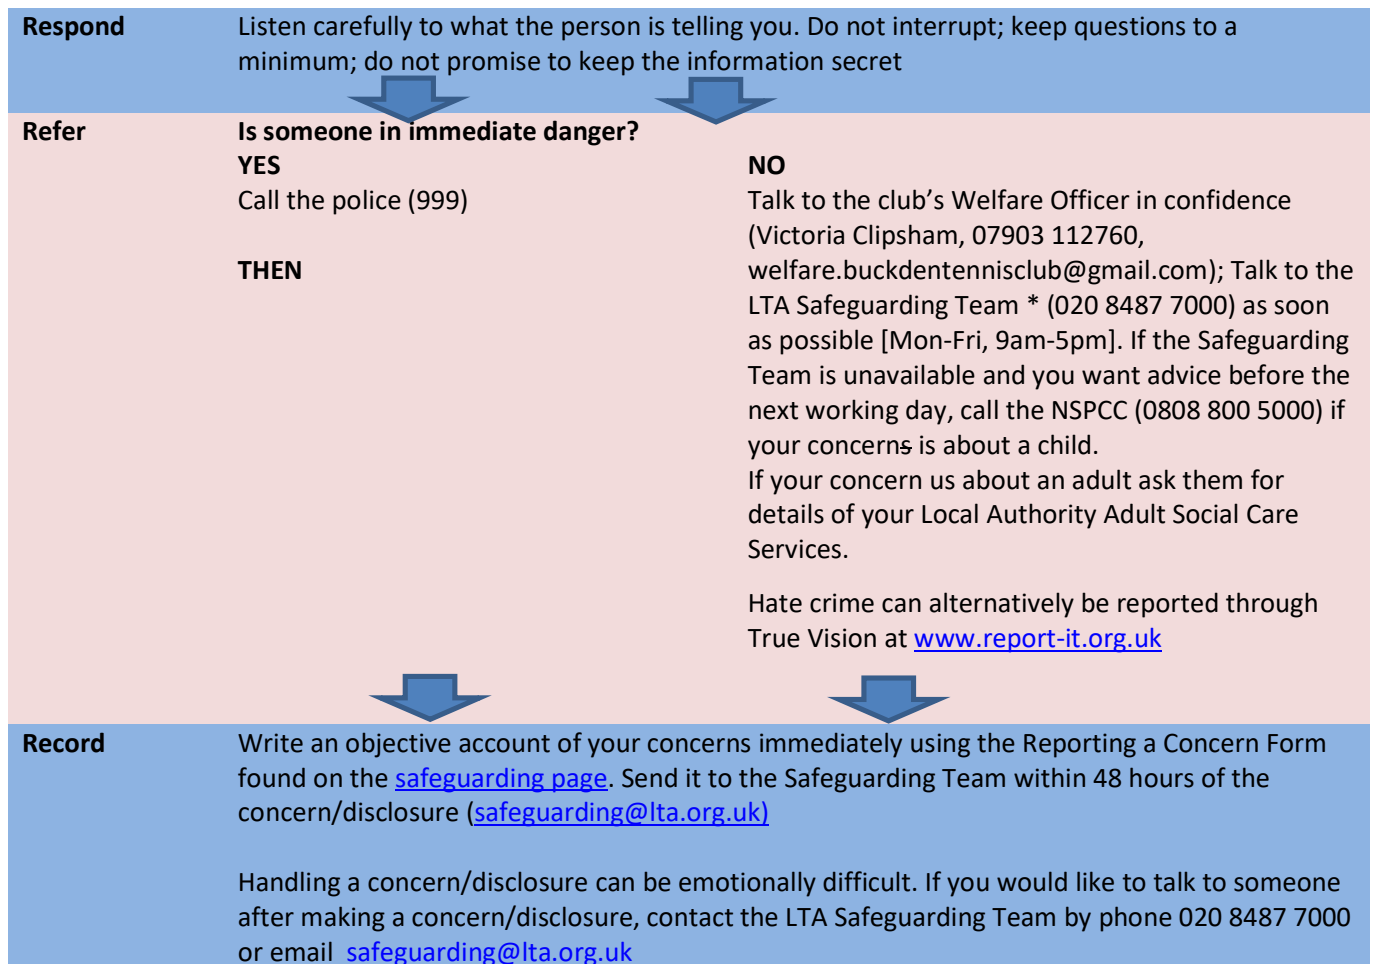 Respond
Listen carefully to what the person is telling you. Do not interrupt; keep questions to a
minimum; do not promise to keep the information secret
Refer
Is someone in immediate danger?
YES
Call the police (999)
THEN
NO
Talk to the club’s Welfare Officer in confidence
(Victoria Clipsham, 07903 112760,
welfare.buckdentennisclub@gmail.com); Talk to the
LTA Safeguarding Team * (020 8487 7000) as soon
as possible [Mon-Fri, 9am-5pm]. If the Safeguarding
Team is unavailable and you want advice before the
next working day, call the NSPCC (0808 800 5000) if
your concerns is about a child.
If your concern us about an adult ask them for
details of your Local Authority Adult Social Care
Services.
Hate crime can alternatively be reported through
True Vision at www.report-it.org.uk
Record
Write an objective account of your concerns immediately using the Reporting a Concern Form
found on the safeguarding page. Send it to the Safeguarding Team within 48 hours of the
concern/disclosure (safeguarding@lta.org.uk)
Handling a concern/disclosure can be emotionally difficult. If you would like to talk to someone
after making a concern/disclosure, contact the LTA Safeguarding Team by phone 020 8487 7000
or email safeguarding@lta.org.uk